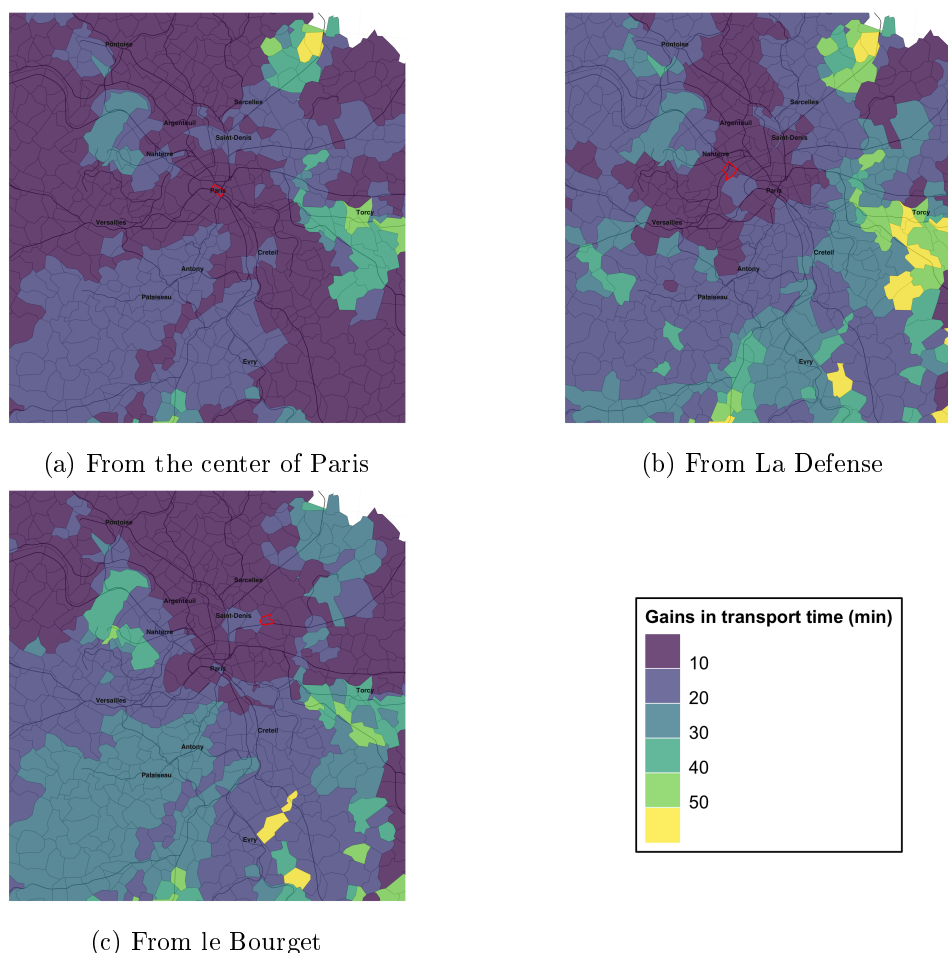 Pontoise
Sarcelles
Argenteuil
Saint-Denis
Nanterre
Paris
Torcy
Versailles
Creteil
Antony
Palaiseau
Evry
(a) From the center of Paris
Pontoise
Sarcelles
Argenteuil
Saint-Denis
Nanterre
Paris
Torcy
Versailles
Creteil
Antony
Palaiseau
Evry
(b) From La Defense
Pontoise
Sarcelles
Argenteuil
Saint-Denis
Nanterre
Paris
Torcy
Versailles
Creteil
Antony
Palaiseau
Evry
(c) From le Bourget
Gains in transport time (min)
10
20
30
40
50